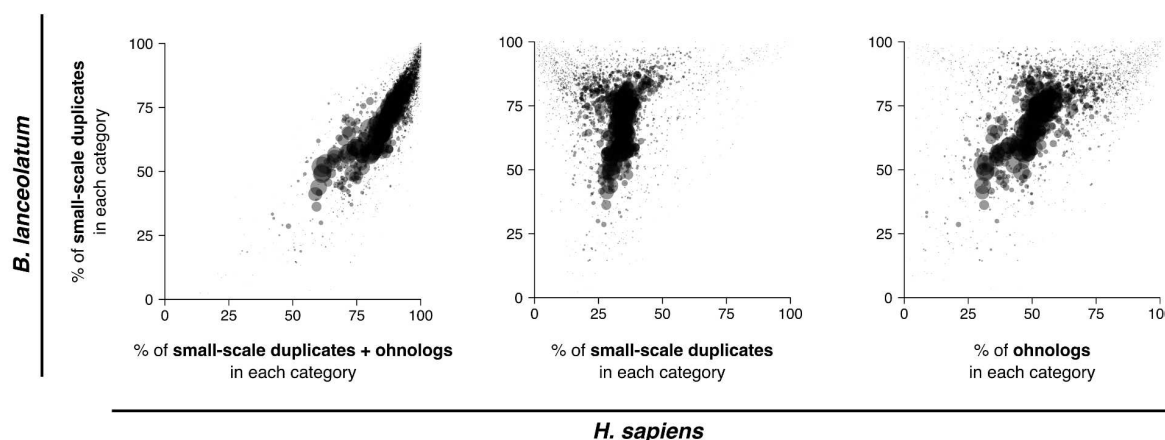 B. lanceolatum
% of small-scale duplicates
in each category
100
75
50
25
0
0 25 50 75 100
% of small-scale duplicates + ohnologs
in each category
100
75
50
25
0
0 25 50 75 100
% of small-scale duplicates
in each category
100
75
50
25
0
0 25 50 75 100
% of ohnologs
in each category
H. sapiens